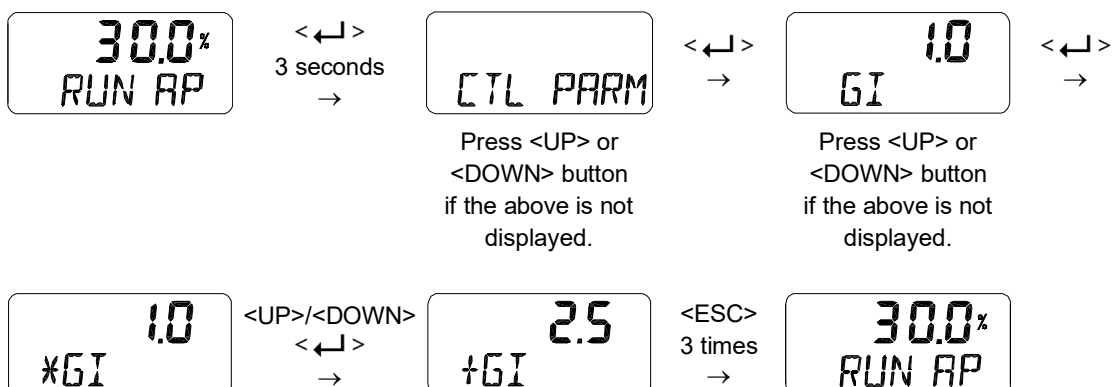 30.0%
RUN AP
< ↵ >
3 seconds
→
CTL PARM
Press <UP> or
<DOWN> button
if the above is not
displayed.
< ↵ >
→
1.0
GI
Press <UP> or
<DOWN> button
if the above is not
displayed.
< ↵ >
→
1.0
*GI
<UP>/<DOWN>
< ↵ >
→
2.5
+GI
<ESC>
3 times
→
30.0%
RUN AP